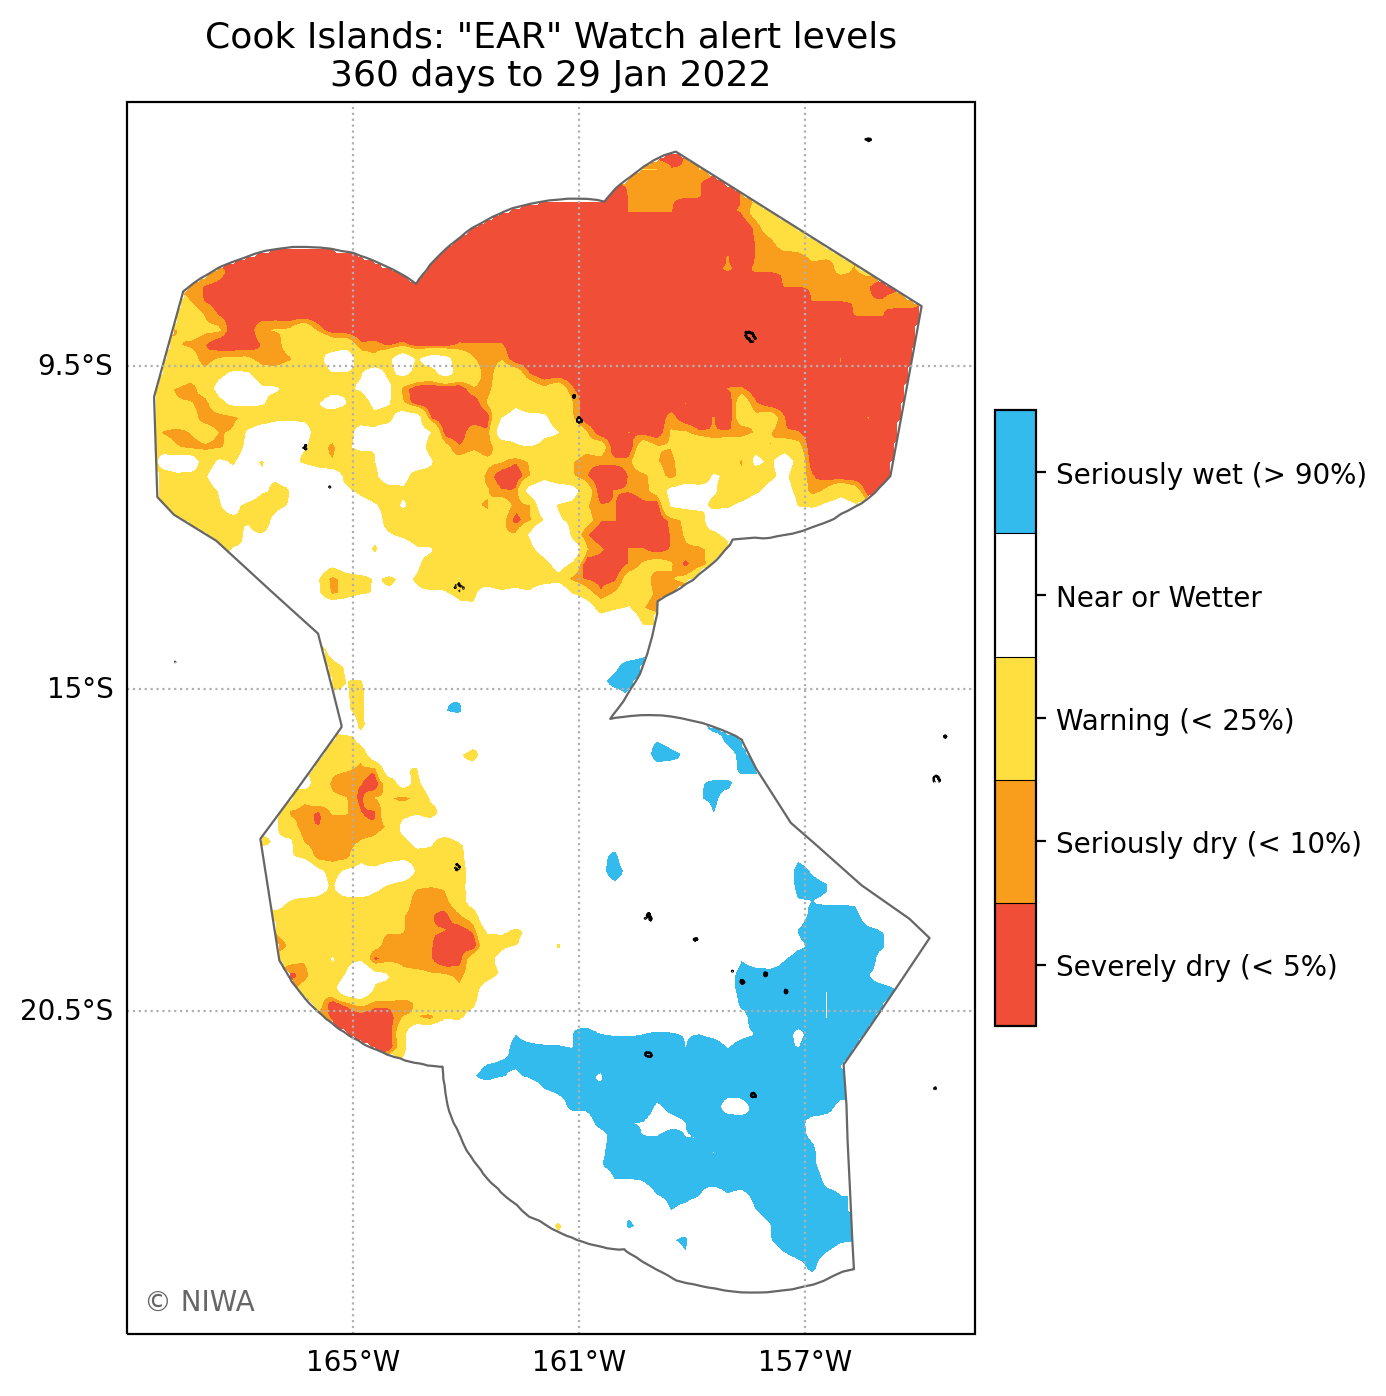 Cook Islands: "EAR" Watch alert levels
360 days to 29 Jan 2022
9.5°S
15°S
20.5°S
165°W
161°W
157°W
Seriously wet (> 90%)
Near or Wetter
Warning (< 25%)
Seriously dry (< 10%)
Severely dry (< 5%)
© NIWA